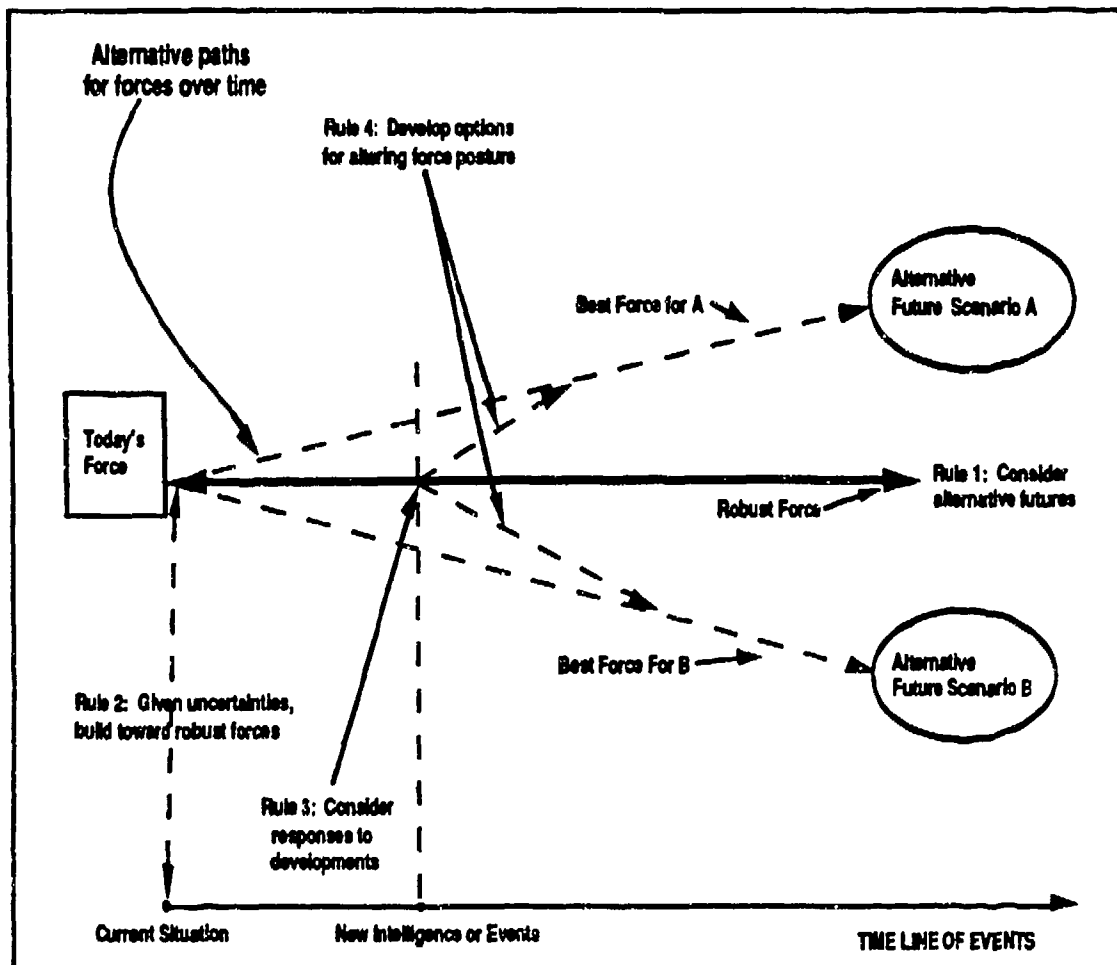 Alternative paths
for forces over time
Rule 4: Develop options
for altering force posture
Alternative
Future Scenario A
Best Force for A
Today's
Force
Rule 1: Consider
alternative futures
Robust Force
Best Force For B
Alternative
Future Scenario B
Rule 2: Given uncertainties,
build toward robust forces
Rule 3: Consider
responses to
developments
Current Situation
New Intelligence or Events
TIME LINE OF EVENTS